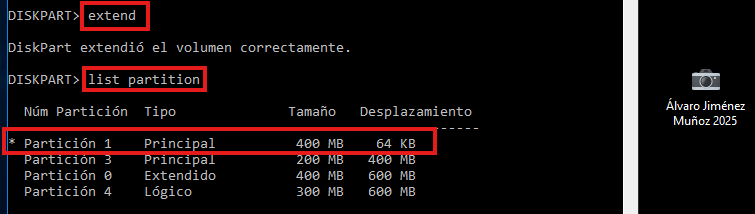 DISKPART> extend
DiskPart extendió el volumen correctamente.
DISKPART> list partition
Núm Partición  Tipo              Tamaño   Desplazamiento
* Partición 1    Principal          400 MB    64 KB
Partición 3    Principal          200 MB   400 MB
Partición 0    Extendido          400 MB   600 MB
Partición 4    Lógico             300 MB   600 MB
Álvaro Jiménez
Muñoz 2025